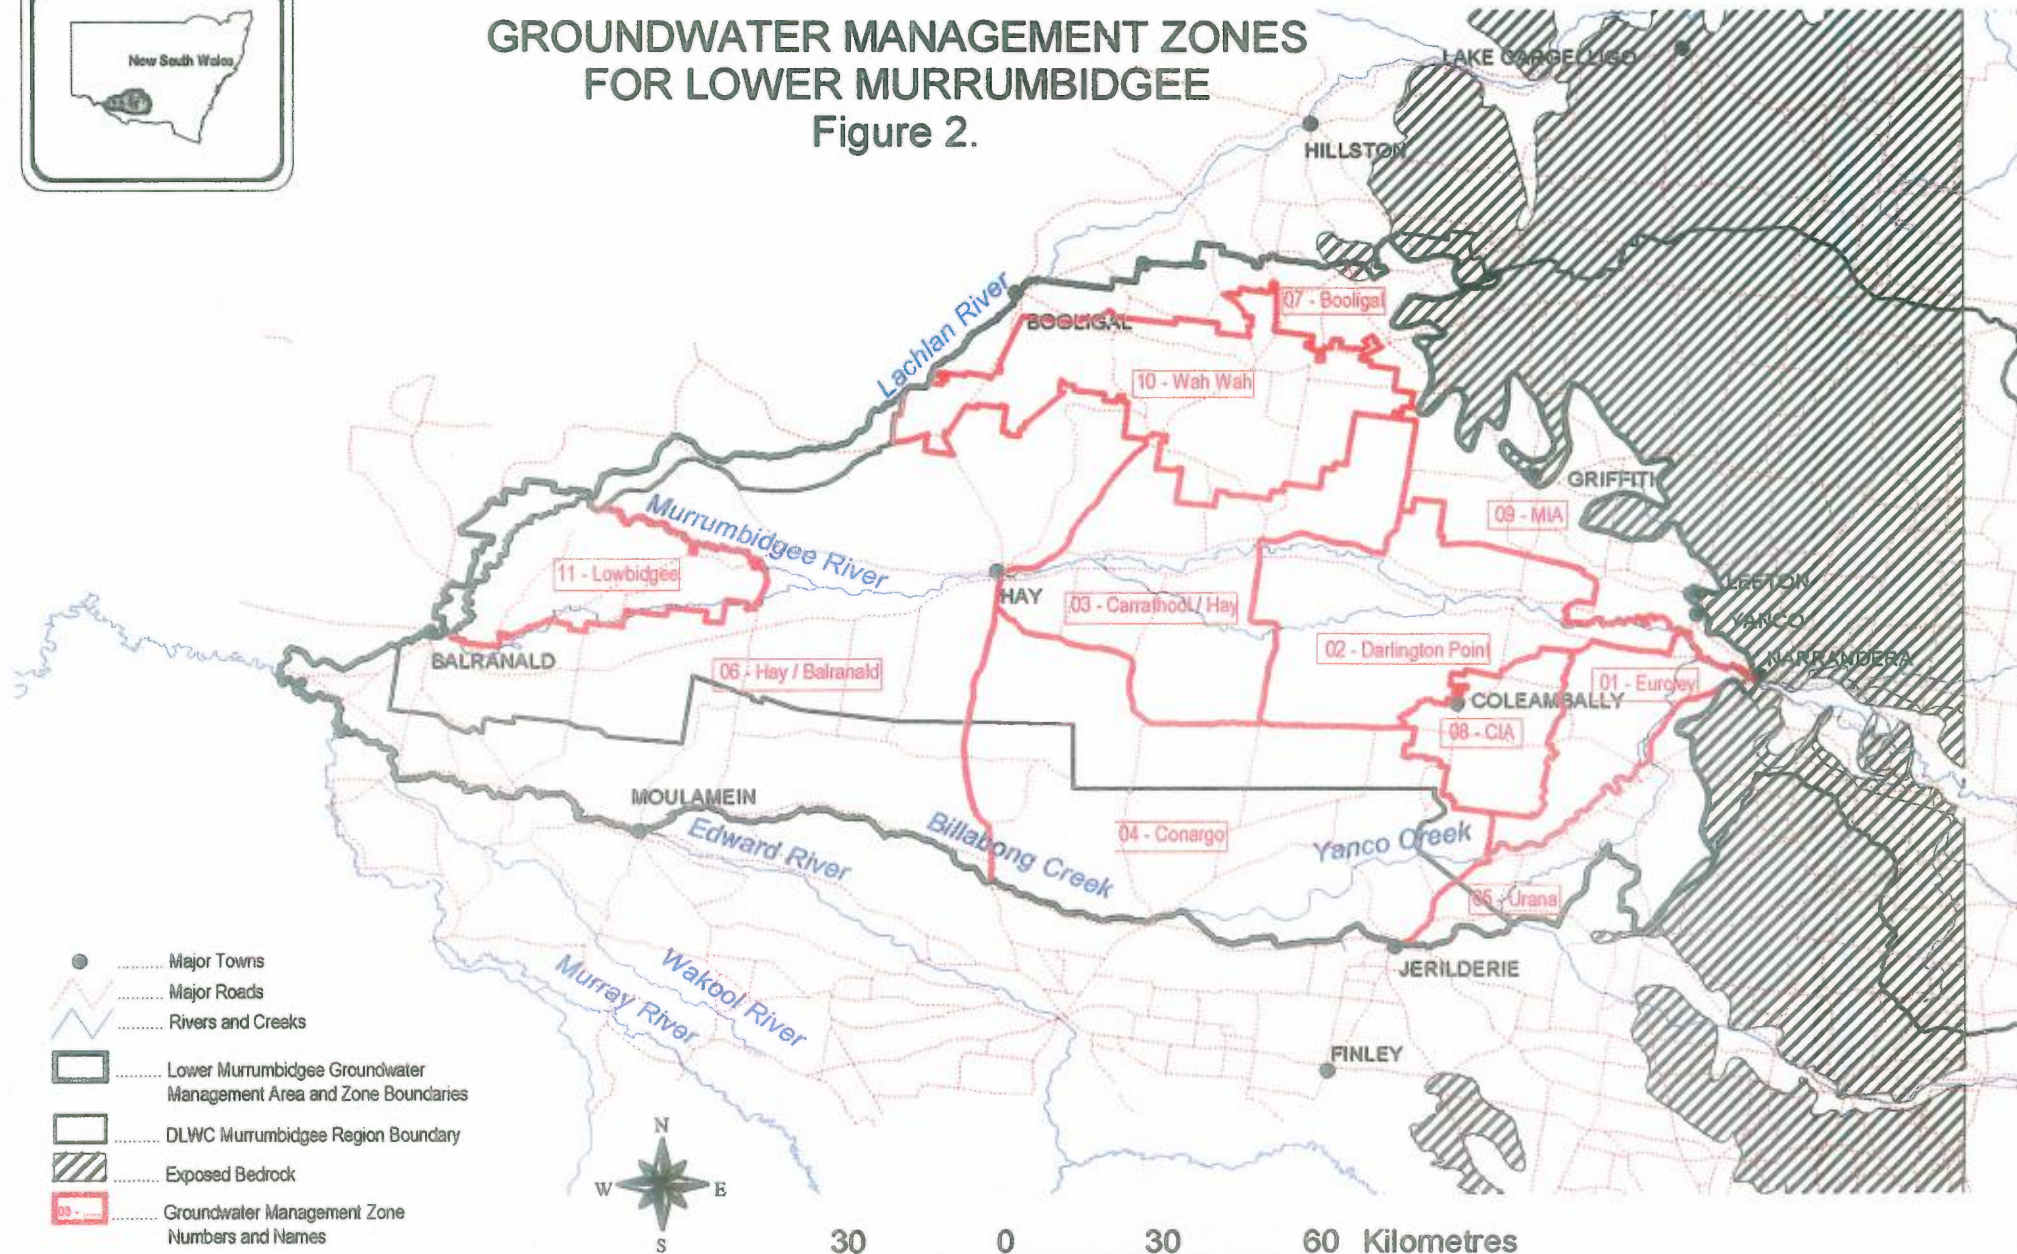 New South Wales
GROUNDWATER MANAGEMENT ZONES
FOR LOWER MURRUMBIDGEE
Figure 2.
LAKE CARGELLIGO
HILLSTON
Lachlan River
07 - Booligal
BOOLIGAL
10 - Wah Wah
GRIFFITH
Murrumbidgee River
09 - MIA
11 - Lowbidgee
LEETON
HAY
03 - Carrathool / Hay
YANCO
02 - Darlington Point
NARRANDERA
BALRANALD
06 - Hay / Balranald
01 - Euroley
COLEAMBALLY
08 - CIA
MOULAMEIN
Edward River
Billabong Creek
04 - Conargo
Yanco Creek
05 - Urana
JERILDERIE
Wakool River
Murray River
FINLEY
.......... Major Towns
.......... Major Roads
.......... Rivers and Creeks
.......... Lower Murrumbidgee Groundwater
Management Area and Zone Boundaries
.......... DLWC Murrumbidgee Region Boundary
.......... Exposed Bedrock
03 - .....
.......... Groundwater Management Zone
Numbers and Names
N
W
E
S
30 0 30 60 Kilometres